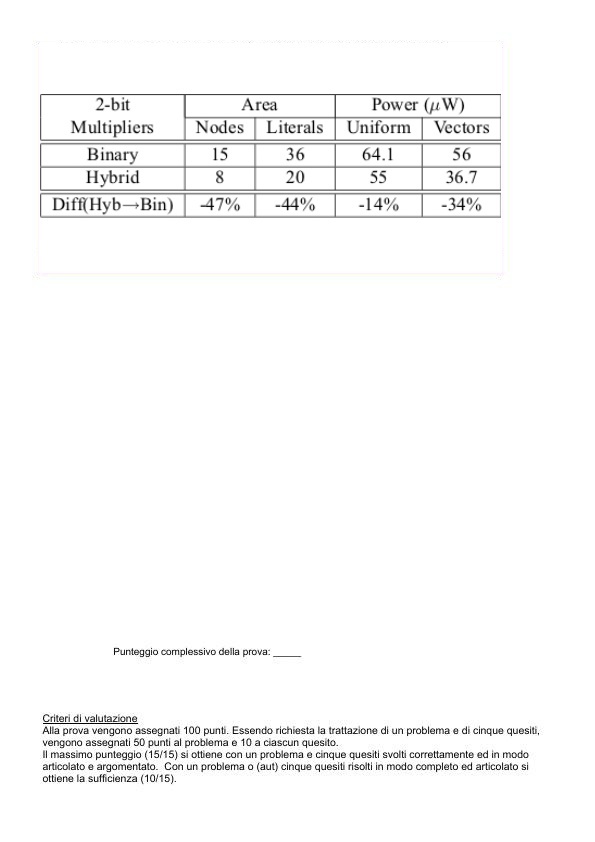 2-bit Area Power (μW)
Multipliers Nodes Literals Uniform Vectors
Binary 15 36 64.1 56
Hybrid 8 20 55 36.7
Diff(Hyb→Bin) -47% -44% -14% -34%
Punteggio complessivo della prova: _____
Criteri di valutazione
Alla prova vengono assegnati 100 punti. Essendo richiesta la trattazione di un problema e di cinque quesiti,
vengono assegnati 50 punti al problema e 10 a ciascun quesito.
Il massimo punteggio (15/15) si ottiene con un problema e cinque quesiti svolti correttamente ed in modo
articolato e argomentato. Con un problema o (aut) cinque quesiti risolti in modo completo ed articolato si
ottiene la sufficienza (10/15).